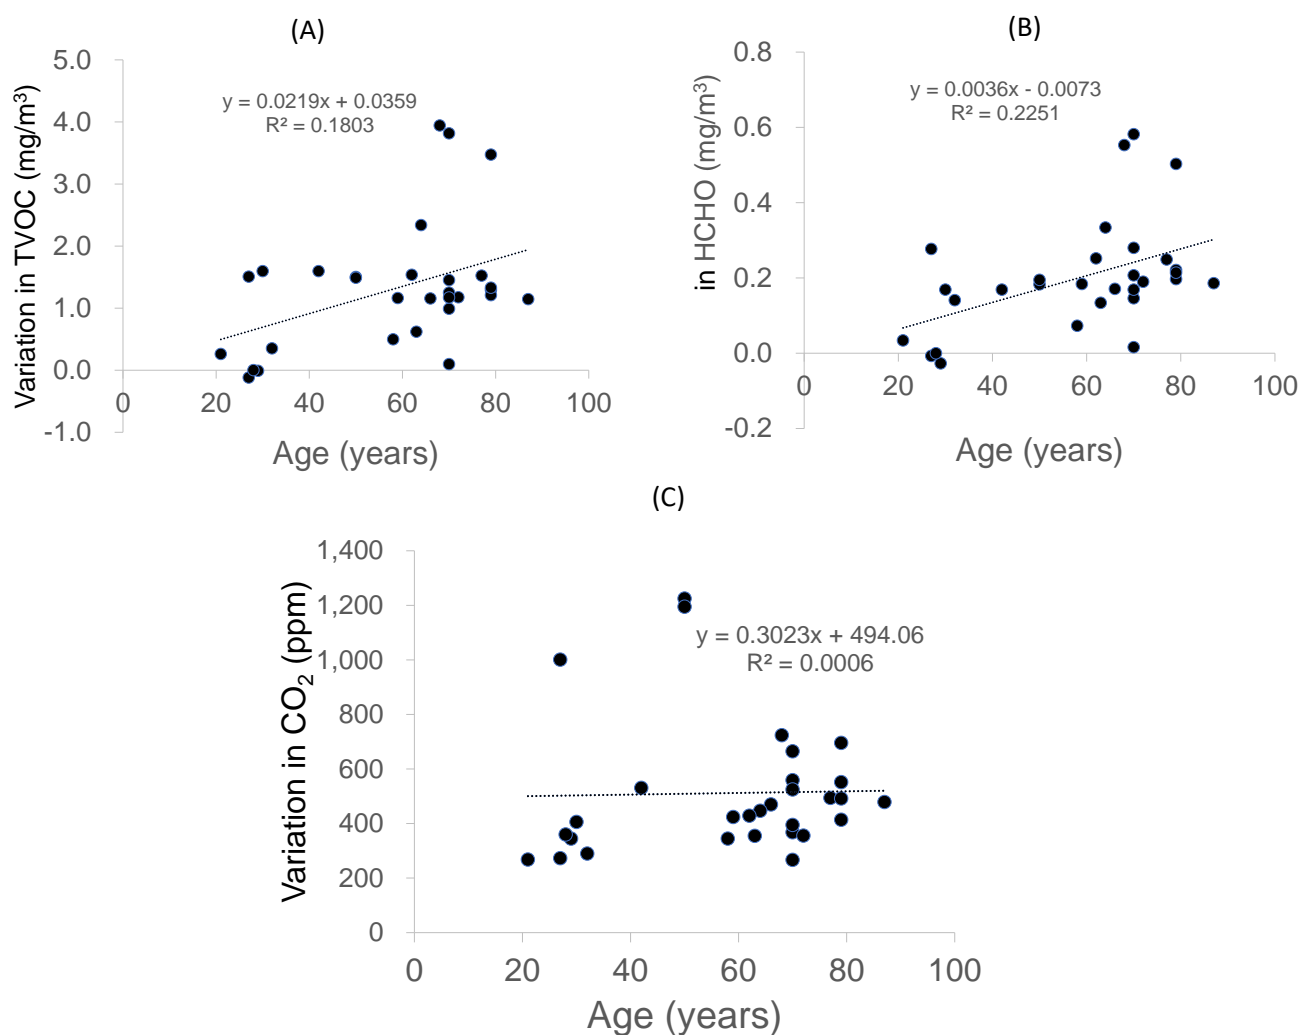 (A)
5.0
4.0
3.0
2.0
1.0
0.0
-1.0
0 20 40 60 80 100
Variation in TVOC (mg/m³)
y = 0.0219x + 0.0359
R² = 0.1803
Age (years)
(B)
0.8
0.6
0.4
0.2
0.0
-0.2
0 20 40 60 80 100
in HCHO (mg/m³)
y = 0.0036x - 0.0073
R² = 0.2251
Age (years)
(C)
1,400
1,200
1,000
800
600
400
200
0
0 20 40 60 80 100
Variation in CO₂ (ppm)
y = 0.3023x + 494.06
R² = 0.0006
Age (years)